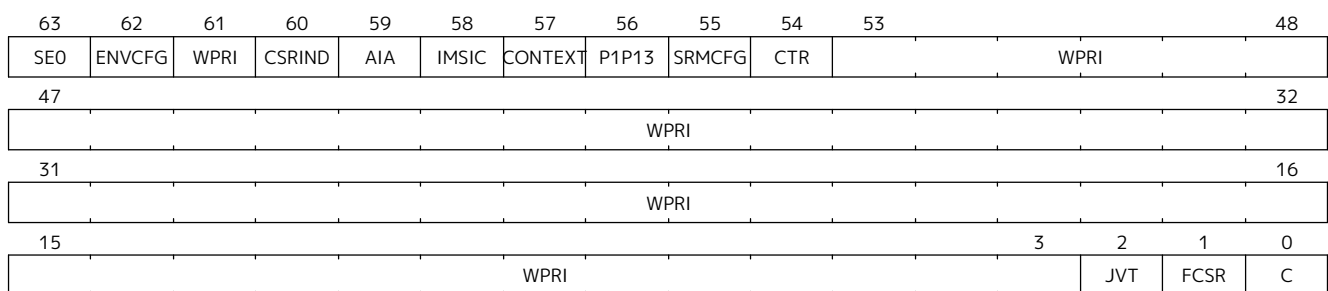 63 62 61 60 59 58 57 56 55 54 53 48
SE0 ENVCFG WPRI CSRIND AIA IMSIC CONTEXT P1P13 SRMCFG CTR WPRI
47 32
WPRI
31 16
WPRI
15 3 2 1 0
WPRI JVT FCSR C